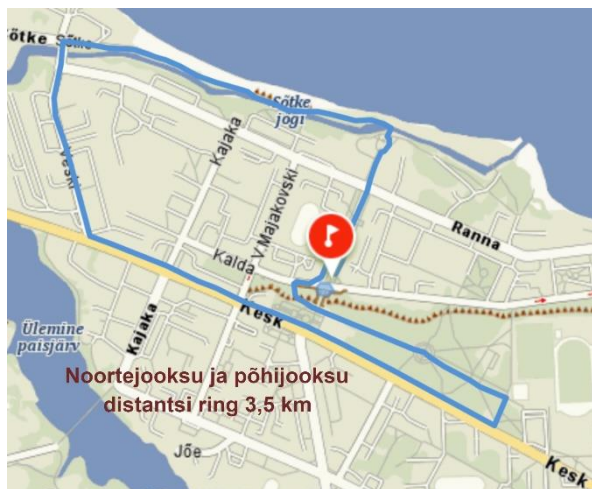 Sõtke
Sõtke
Sõtke
jõgi
Kajaka
Veski
V.Majakovski
Ranna
Kalda
Kesk
Ülemine
paisjärv
Kajaka
Noortejooksu ja põhijooksu
distantsi ring 3,5 km
Jõe
Kesk